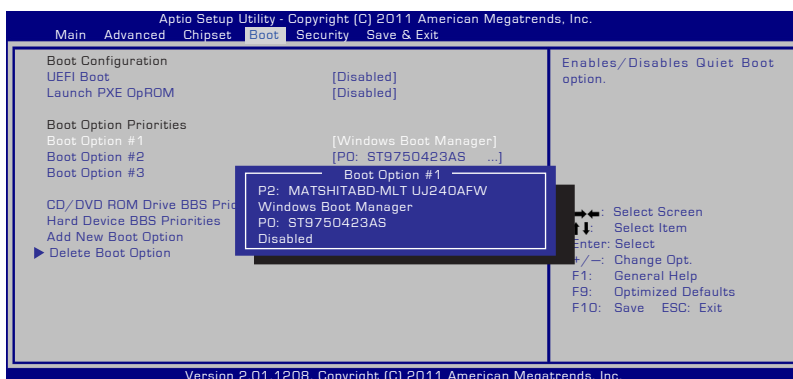 Aptio Setup Utility - Copyright (C) 2011 American Megatrends, Inc.
Main Advanced Chipset Boot Security Save & Exit
Boot Configuration
UEFI Boot [Disabled]
Launch PXE OpROM [Disabled]
Boot Option Priorities
Boot Option #1 [Windows Boot Manager]
Boot Option #2 [P0: ST9750423AS ...]
Boot Option #3
CD/DVD ROM Drive BBS Prio
Hard Device BBS Priorities
Add New Boot Option
Delete Boot Option
Boot Option #1
P2: MATSHITABD-MLT UJ240AFW
Windows Boot Manager
P0: ST9750423AS
Disabled
Enables/Disables Quiet Boot
option.
→←: Select Screen
↑↓: Select Item
Enter: Select
+/—: Change Opt.
F1: General Help
F9: Optimized Defaults
F10: Save ESC: Exit
Version 2.01.1208. Copyright (C) 2011 American Megatrends, Inc.